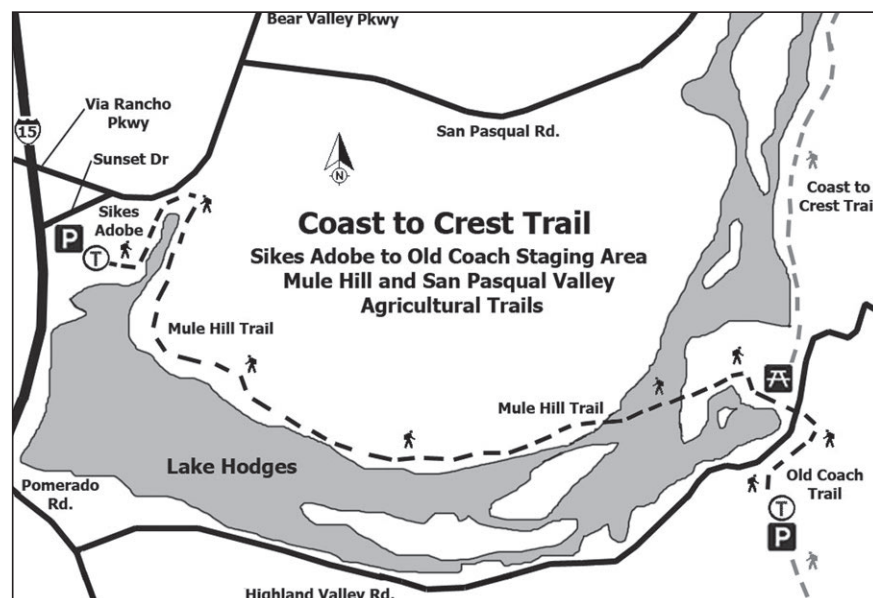 Bear Valley Pkwy
Via Rancho
Pkwy
15
San Pasqual Rd.
Sunset Dr
N
Sikes
Adobe
P
T
Coast to
Crest Trail
Coast to Crest Trail
Sikes Adobe to Old Coach Staging Area
Mule Hill and San Pasqual Valley
Agricultural Trails
Mule Hill Trail
Mule Hill Trail
Lake Hodges
Pomerado
Rd.
Old Coach
Trail
T
P
Highland Valley Rd.